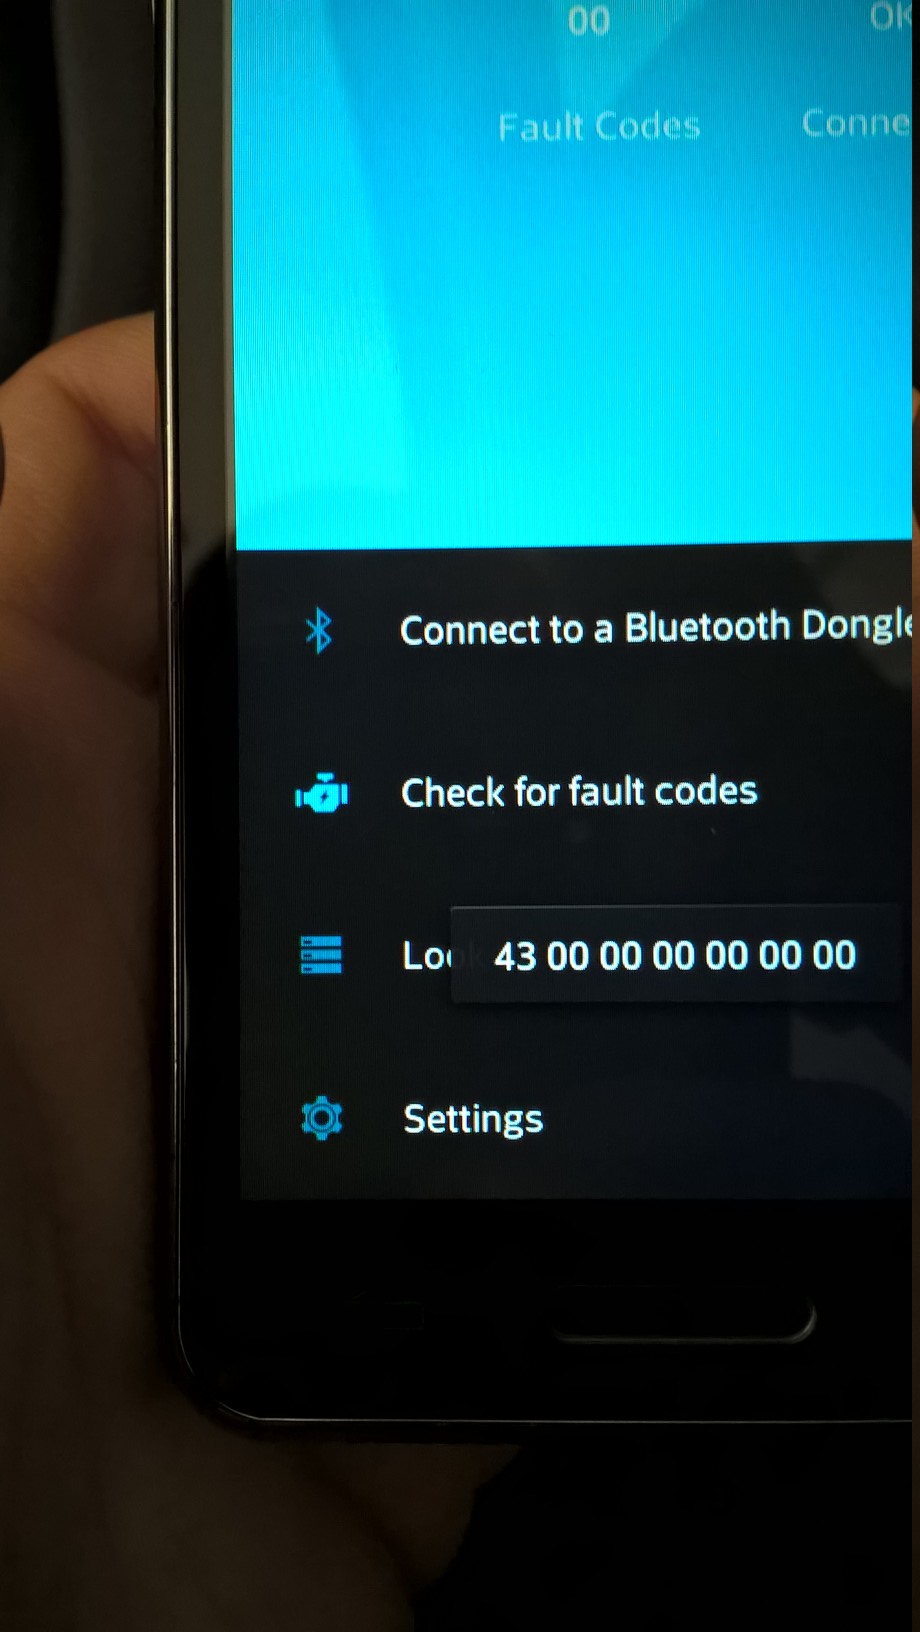 00 OK
Fault Codes Conne
Connect to a Bluetooth Dongle
Check for fault codes
Loo 43 00 00 00 00 00 00
Settings